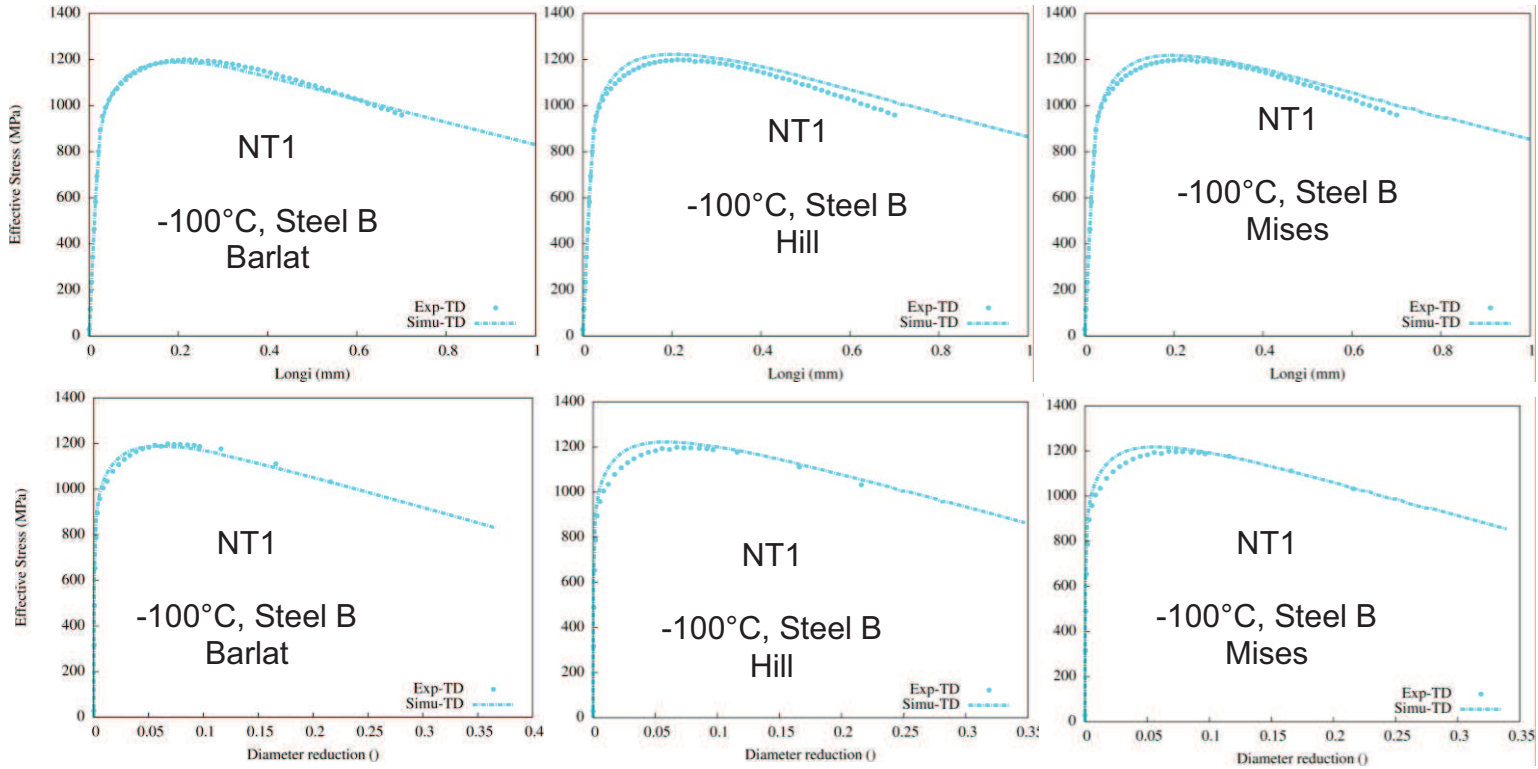 1400
1200
1000
800
600
400
200
0
Effective Stress (MPa)
NT1
-100°C, Steel B
Barlat
Exp-TD
Simu-TD
0 0.2 0.4 0.6 0.8 1
Longi (mm)
1400
1200
1000
800
600
400
200
0
NT1
-100°C, Steel B
Hill
Exp-TD
Simu-TD
0 0.2 0.4 0.6 0.8 1
Longi (mm)
1400
1200
1000
800
600
400
200
0
NT1
-100°C, Steel B
Mises
Exp-TD
Simu-TD
0 0.2 0.4 0.6 0.8 1
Longi (mm)
1400
1200
1000
800
600
400
200
0
Effective Stress (MPa)
NT1
-100°C, Steel B
Barlat
Exp-TD
Simu-TD
0 0.05 0.1 0.15 0.2 0.25 0.3 0.35 0.4
Diameter reduction ()
1400
1200
1000
800
600
400
200
0
NT1
-100°C, Steel B
Hill
Exp-TD
Simu-TD
0 0.05 0.1 0.15 0.2 0.25 0.3 0.35
Diameter reduction ()
1400
1200
1000
800
600
400
200
0
NT1
-100°C, Steel B
Mises
Exp-TD
Simu-TD
0 0.05 0.1 0.15 0.2 0.25 0.3 0.35
Diameter reduction ()